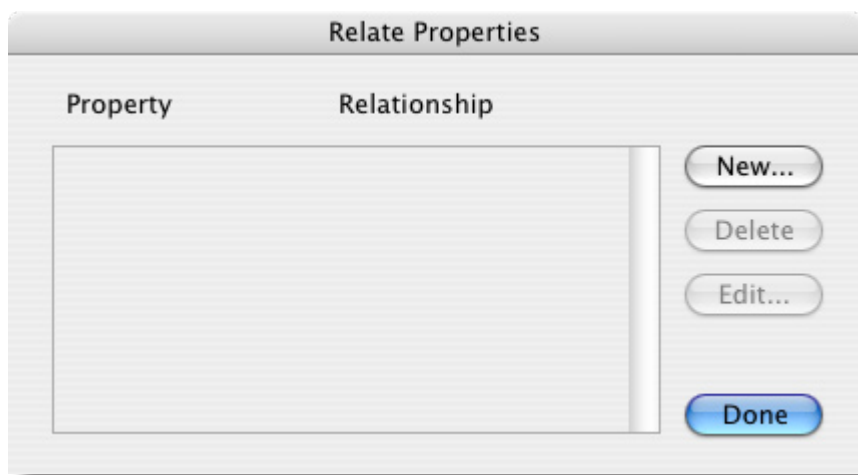 Relate Properties
Property Relationship
New...
Delete
Edit...
Done